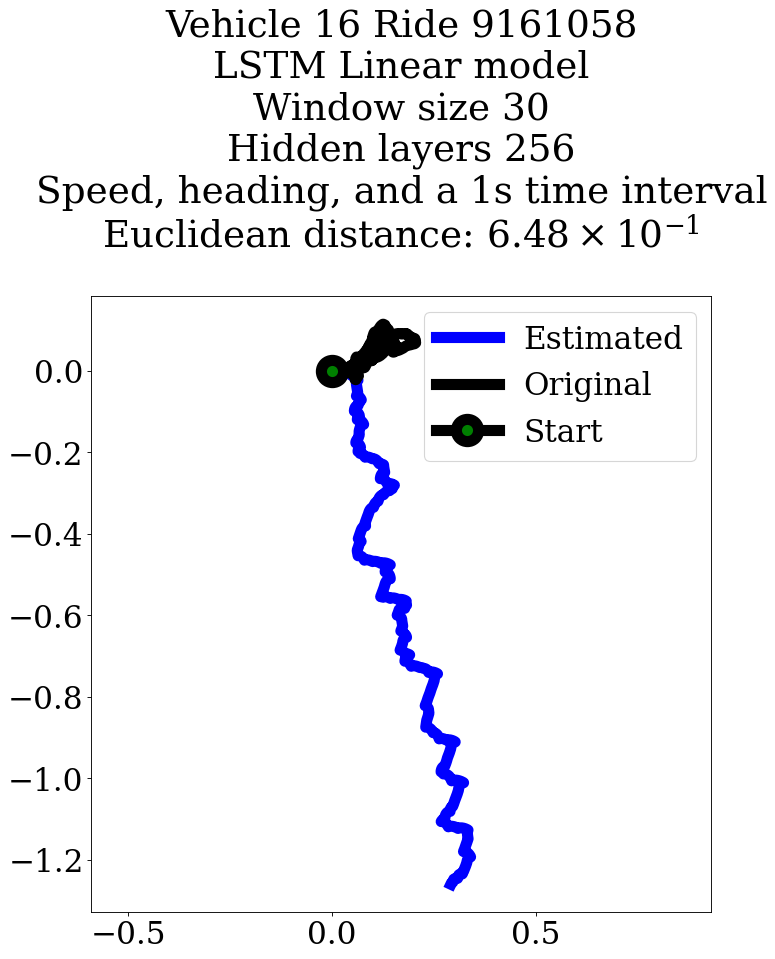 Vehicle 16 Ride 9161058
LSTM Linear model
Window size 30
Hidden layers 256
Speed, heading, and a 1s time interval
Euclidean distance: 6.48 × 10⁻¹
Estimated
Original
Start
0.0
−0.2
−0.4
−0.6
−0.8
−1.0
−1.2
−0.5 0.0 0.5